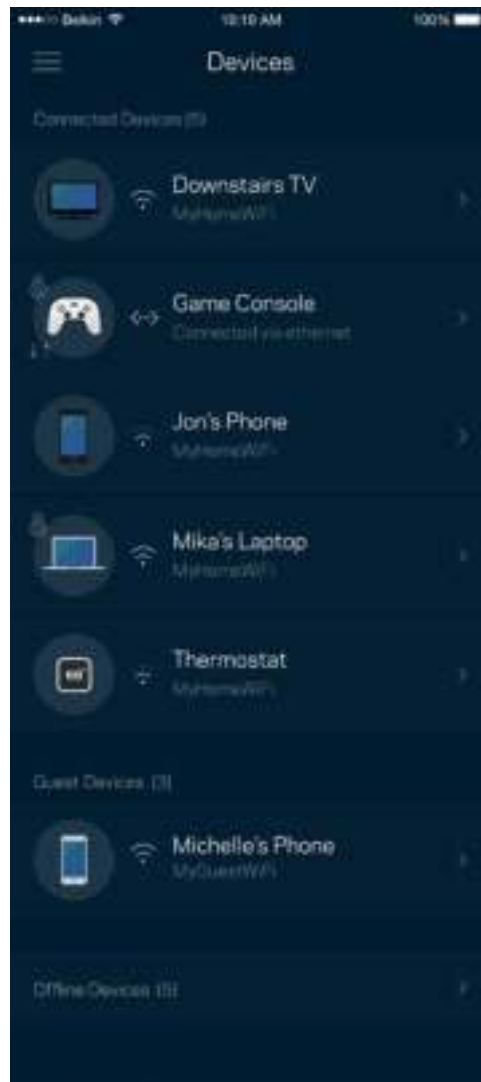 Belkin 10:10 AM 100%
Devices
Connected Devices (5)
Downstairs TV
MyHomeWiFi
Game Console
Connected via ethernet
Jon's Phone
MyHomeWiFi
Mika's Laptop
MyHomeWiFi
Thermostat
MyHomeWiFi
Guest Devices (3)
Michelle's Phone
MyGuestWiFi
Offline Devices (5)